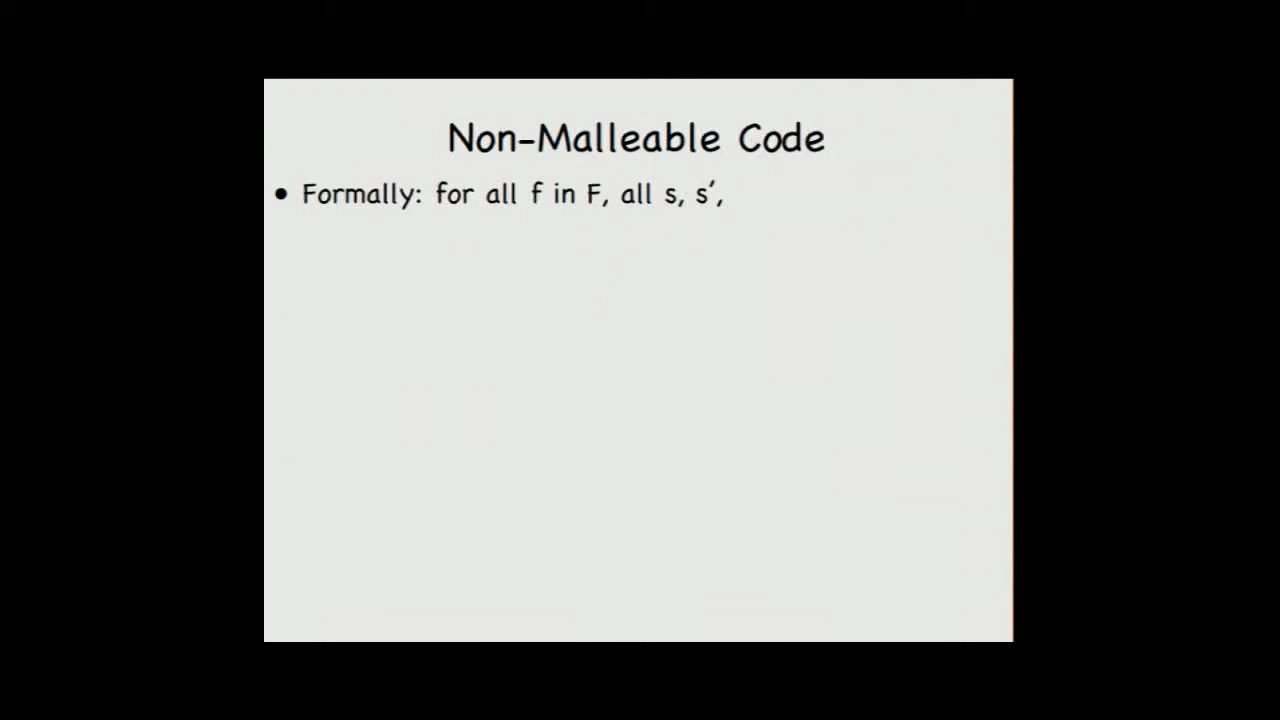 Non-Malleable Code
• Formally: for all f in F, all s, s′,